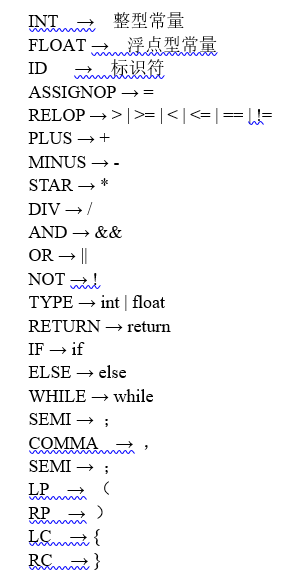 INT → 整型常量
FLOAT → 浮点型常量
ID → 标识符
ASSIGNOP → =
RELOP → > | >= | < | <= | == | !=
PLUS → +
MINUS → -
STAR → *
DIV → /
AND → &&
OR → ||
NOT → !
TYPE → int | float
RETURN → return
IF → if
ELSE → else
WHILE → while
SEMI → ；
COMMA → ，
SEMI → ；
LP → （
RP → ）
LC → {
RC → }